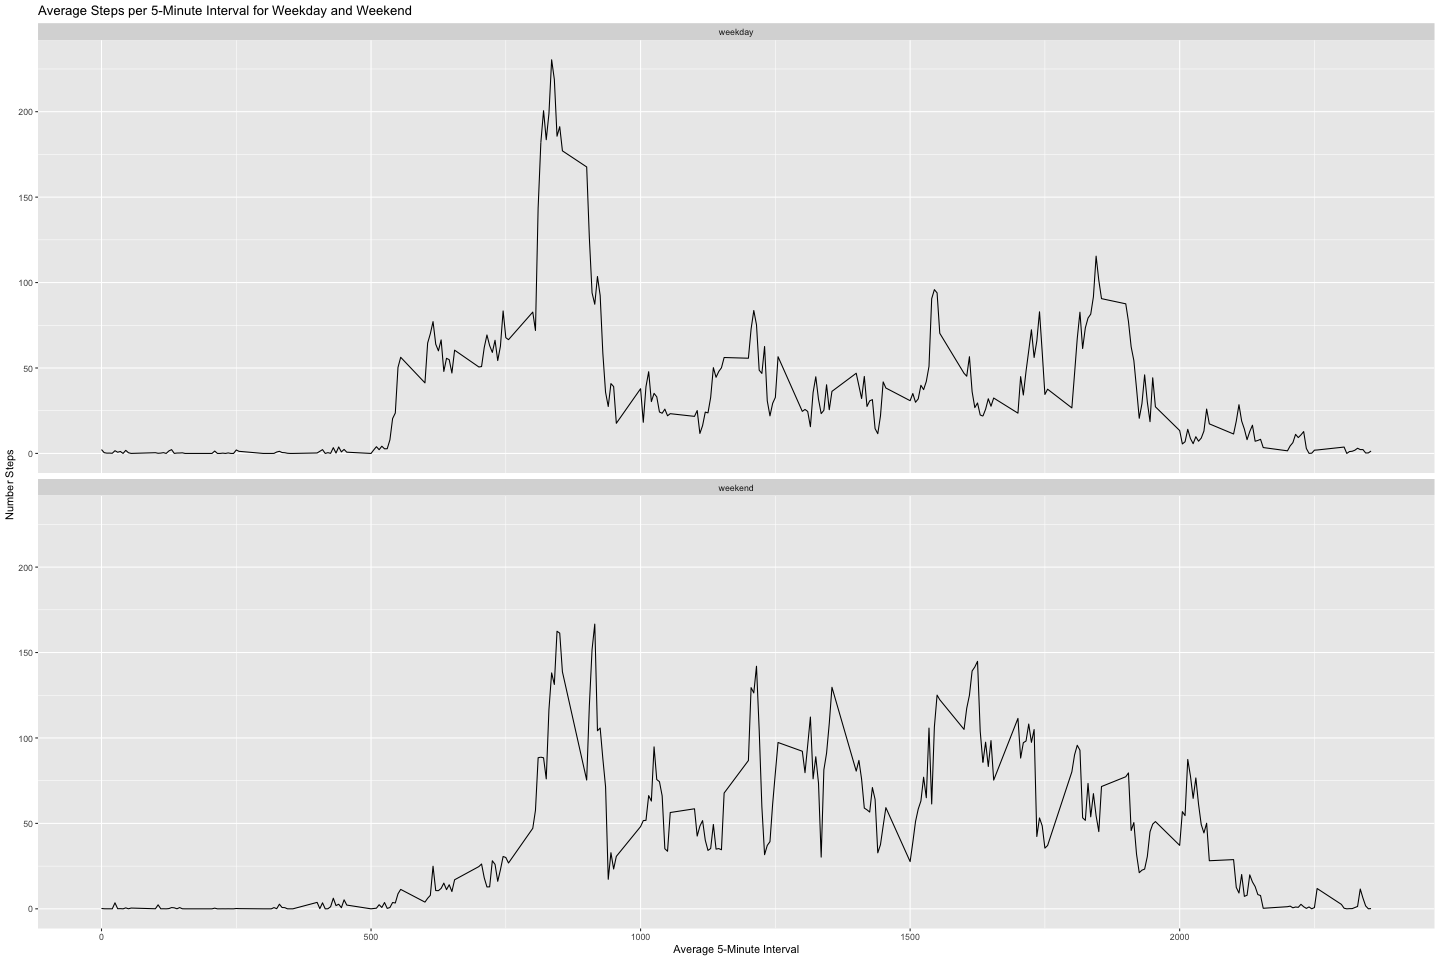 Average Steps per 5-Minute Interval for Weekday and Weekend
weekday
200
150
100
50
0
Number Steps
weekend
200
150
100
50
0
0 500 1000 1500 2000
Average 5-Minute Interval